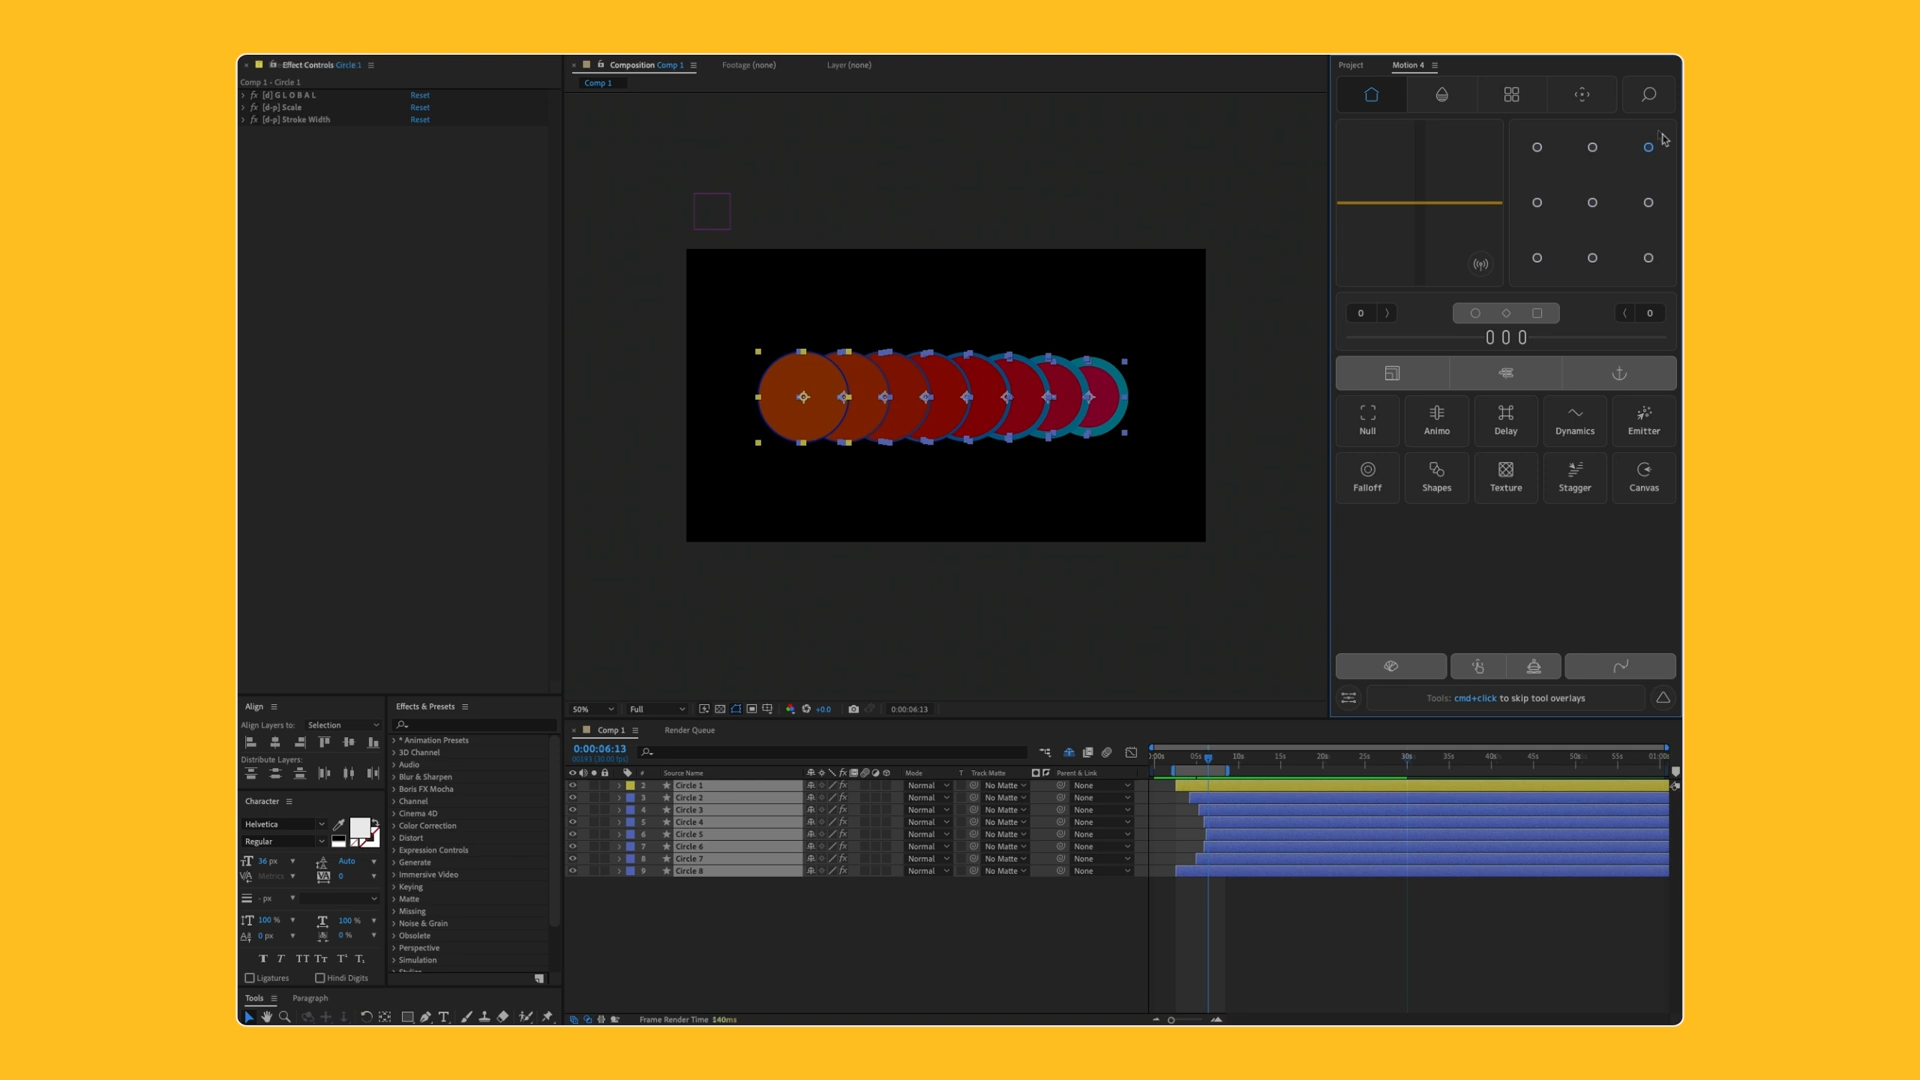 Effect Controls Circle 1
Comp 1 - Circle 1
fx [d] G L O B A L Reset
fx [d-p] Scale Reset
fx [d-p] Stroke Width Reset
Composition Comp 1
Footage (none)
Layer (none)
Comp 1
Project
Motion 4
0
0
Null
Animo
Delay
Dynamics
Emitter
Falloff
Shapes
Texture
Stagger
Canvas
Tools: cmd+click to skip tool overlays
50%
Full
+0.0
0:00:06:13
Align
Align Layers to: Selection
Distribute Layers:
Character
Helvetica
Regular
36 px
Auto
Metrics
0
- px
100 %
100 %
0 px
0 %
Ligatures
Hindi Digits
Tools
Paragraph
Effects & Presets
* Animation Presets
3D Channel
Audio
Blur & Sharpen
Boris FX Mocha
Channel
Cinema 4D
Color Correction
Distort
Expression Controls
Generate
Immersive Video
Keying
Matte
Missing
Noise & Grain
Obsolete
Perspective
Simulation
Comp 1
Render Queue
0:00:06:13
00193 (30.00 fps)
# Source Name Mode T Track Matte Parent & Link
2 Circle 1 Normal No Matte None
3 Circle 2 Normal No Matte None
4 Circle 3 Normal No Matte None
5 Circle 4 Normal No Matte None
6 Circle 5 Normal No Matte None
7 Circle 6 Normal No Matte None
8 Circle 7 Normal No Matte None
9 Circle 8 Normal No Matte None
:00s 05s 10s 15s 20s 25s 30s 35s 40s 45s 50s 55s 01:00s
Frame Render Time 140ms